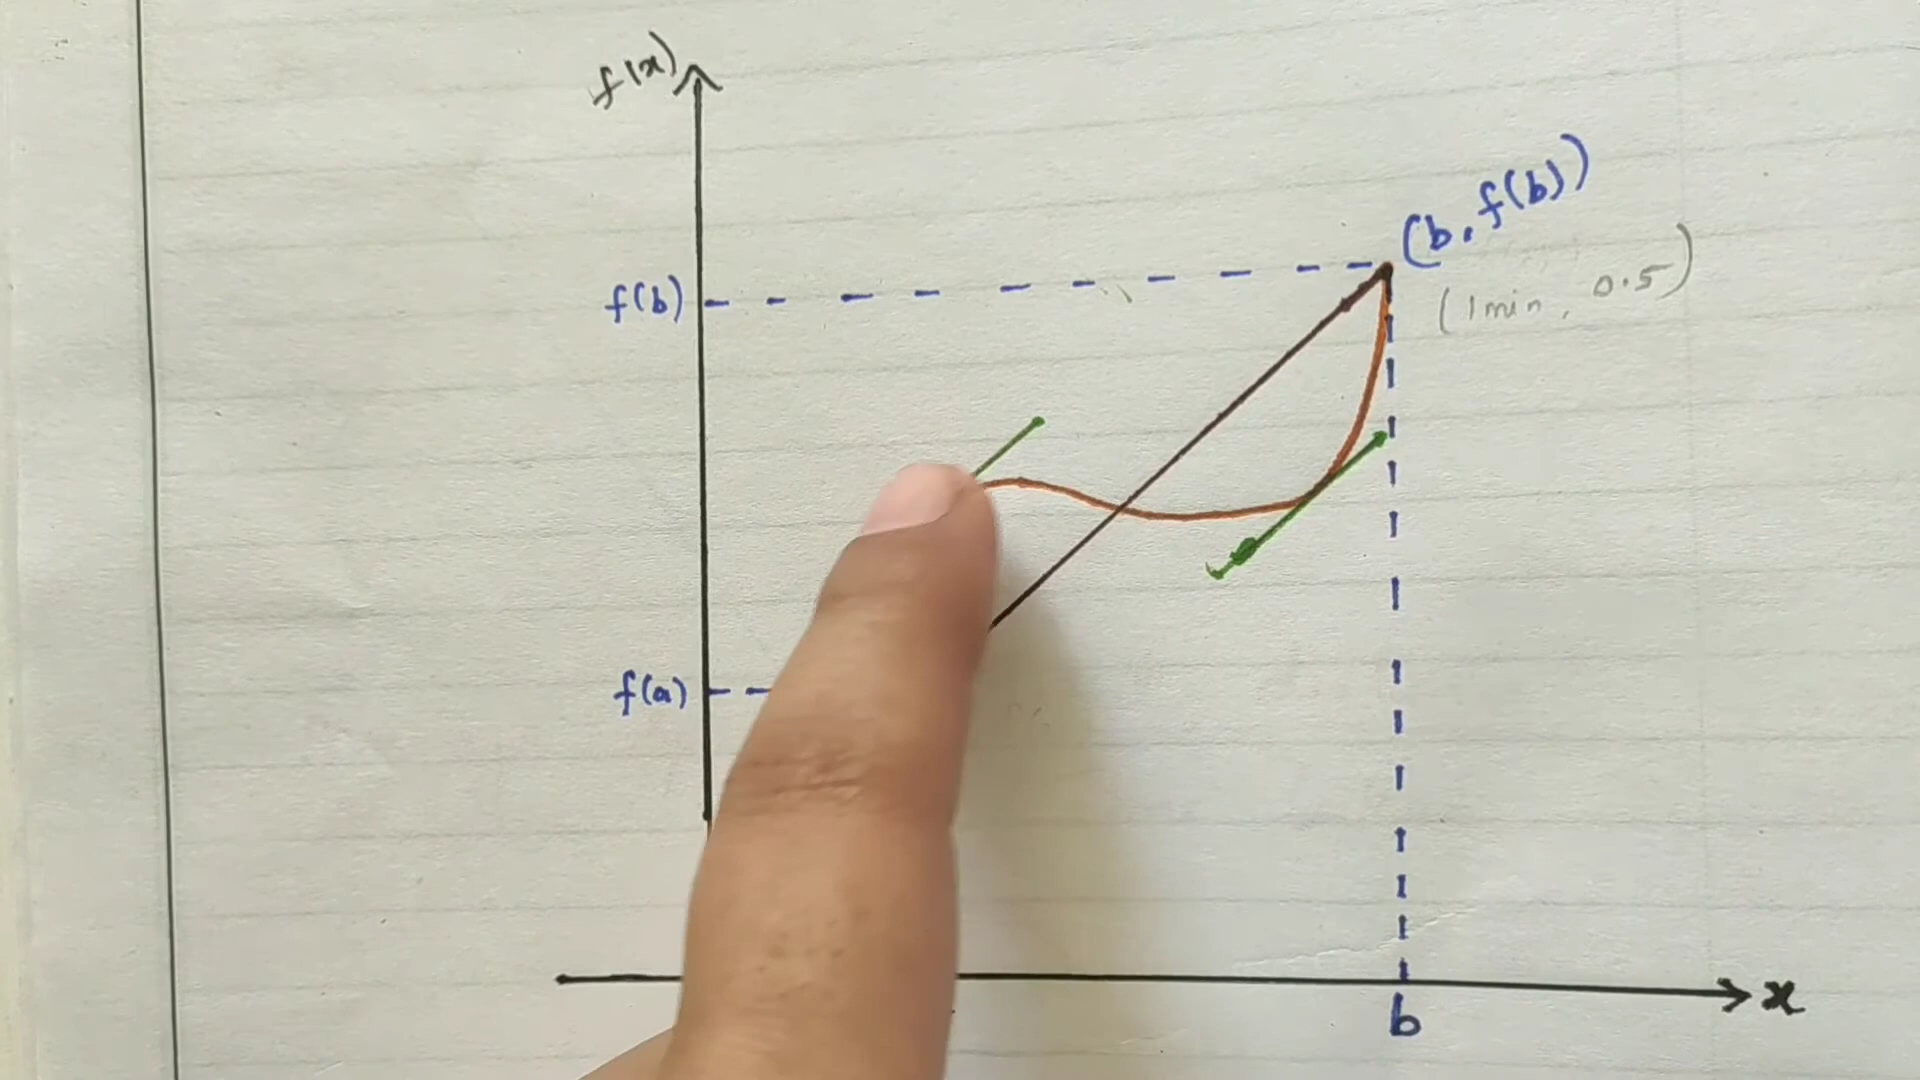 f(x)
(b, f(b))
(1min, 0.5)
f(b)
f(a)
x
b